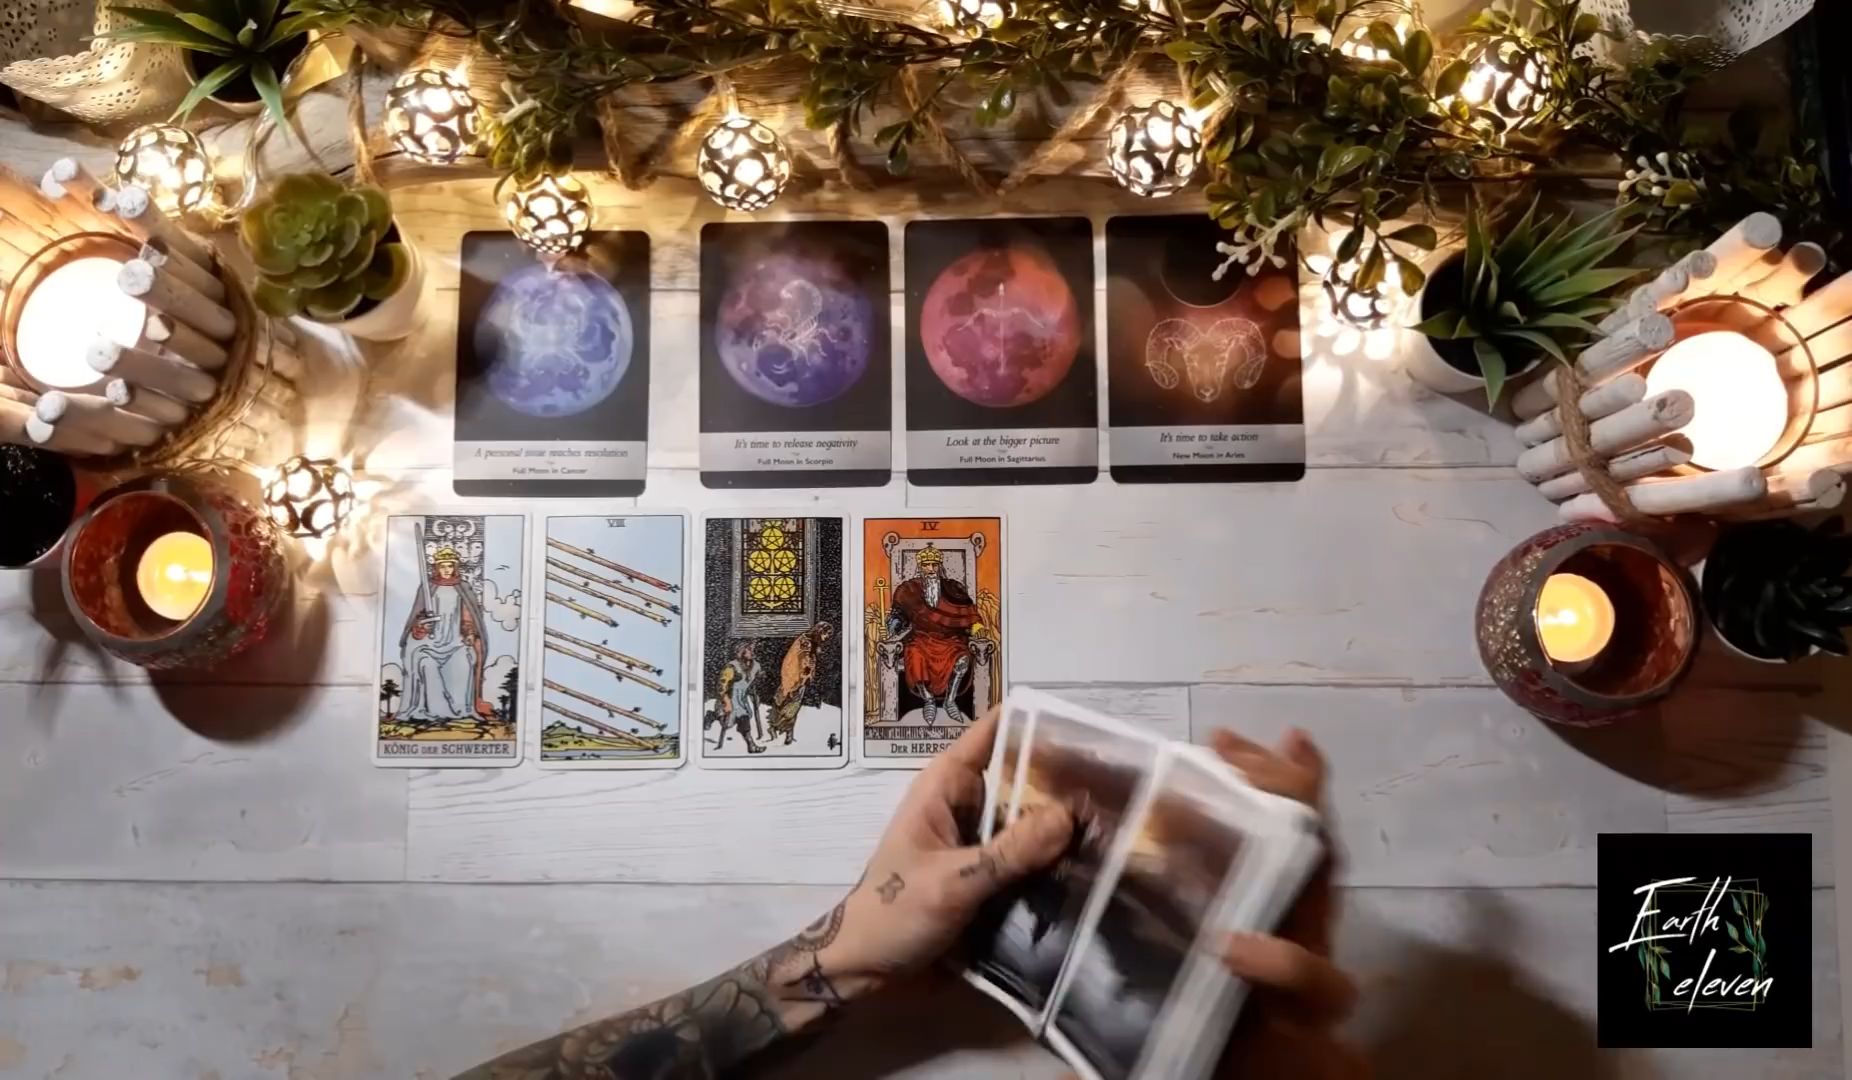 A personal issue reaches resolution
Full Moon in Cancer
It's time to release negativity
Full Moon in Scorpio
Look at the bigger picture
Full Moon in Sagittarius
It's time to take action
New Moon in Aries
VIII
IV
KÖNIG DER SCHWERTER
DER
Earth
eleven